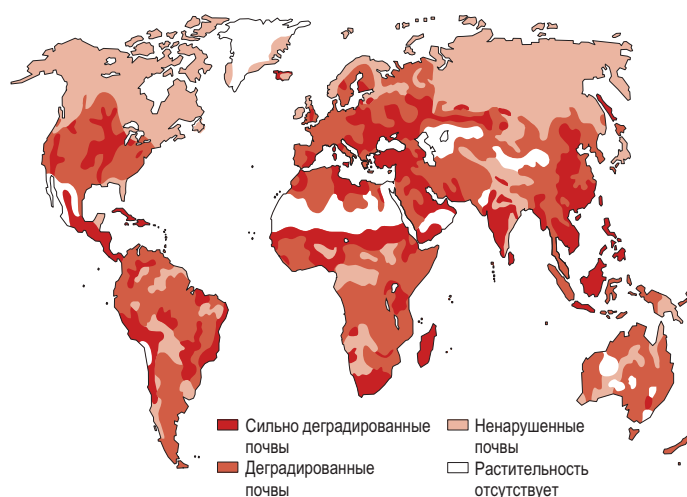 Сильно деградированные
почвы
Деградированные
почвы
Ненарушенные
почвы
Растительность
отсутствует